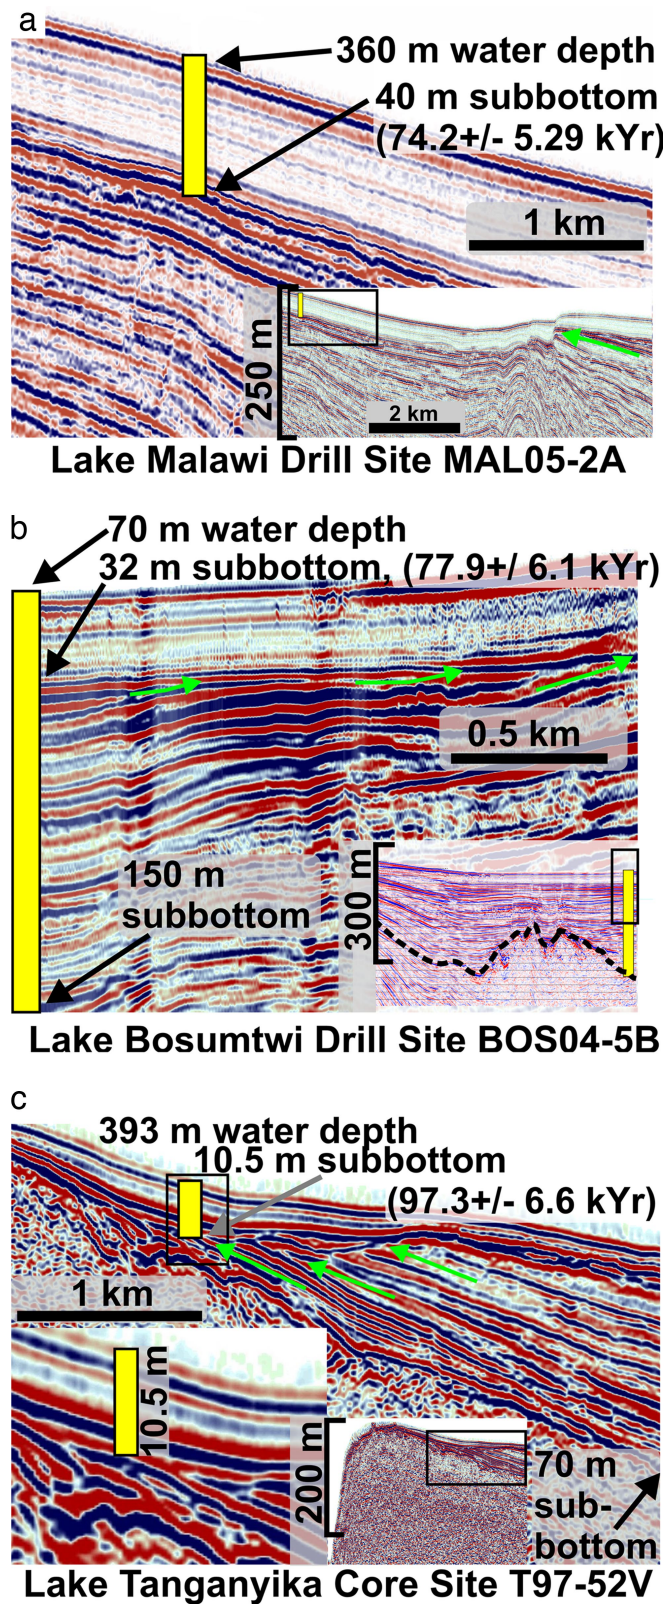 a
360 m water depth
40 m subbottom
(74.2+/- 5.29 kYr)
1 km
250 m
2 km
Lake Malawi Drill Site MAL05-2A
b
70 m water depth
32 m subbottom, (77.9+/ 6.1 kYr)
0.5 km
150 m
subbottom
300 m
Lake Bosumtwi Drill Site BOS04-5B
c
393 m water depth
10.5 m subbottom
(97.3+/- 6.6 kYr)
1 km
10.5 m
200 m
70 m
sub-
bottom
Lake Tanganyika Core Site T97-52V